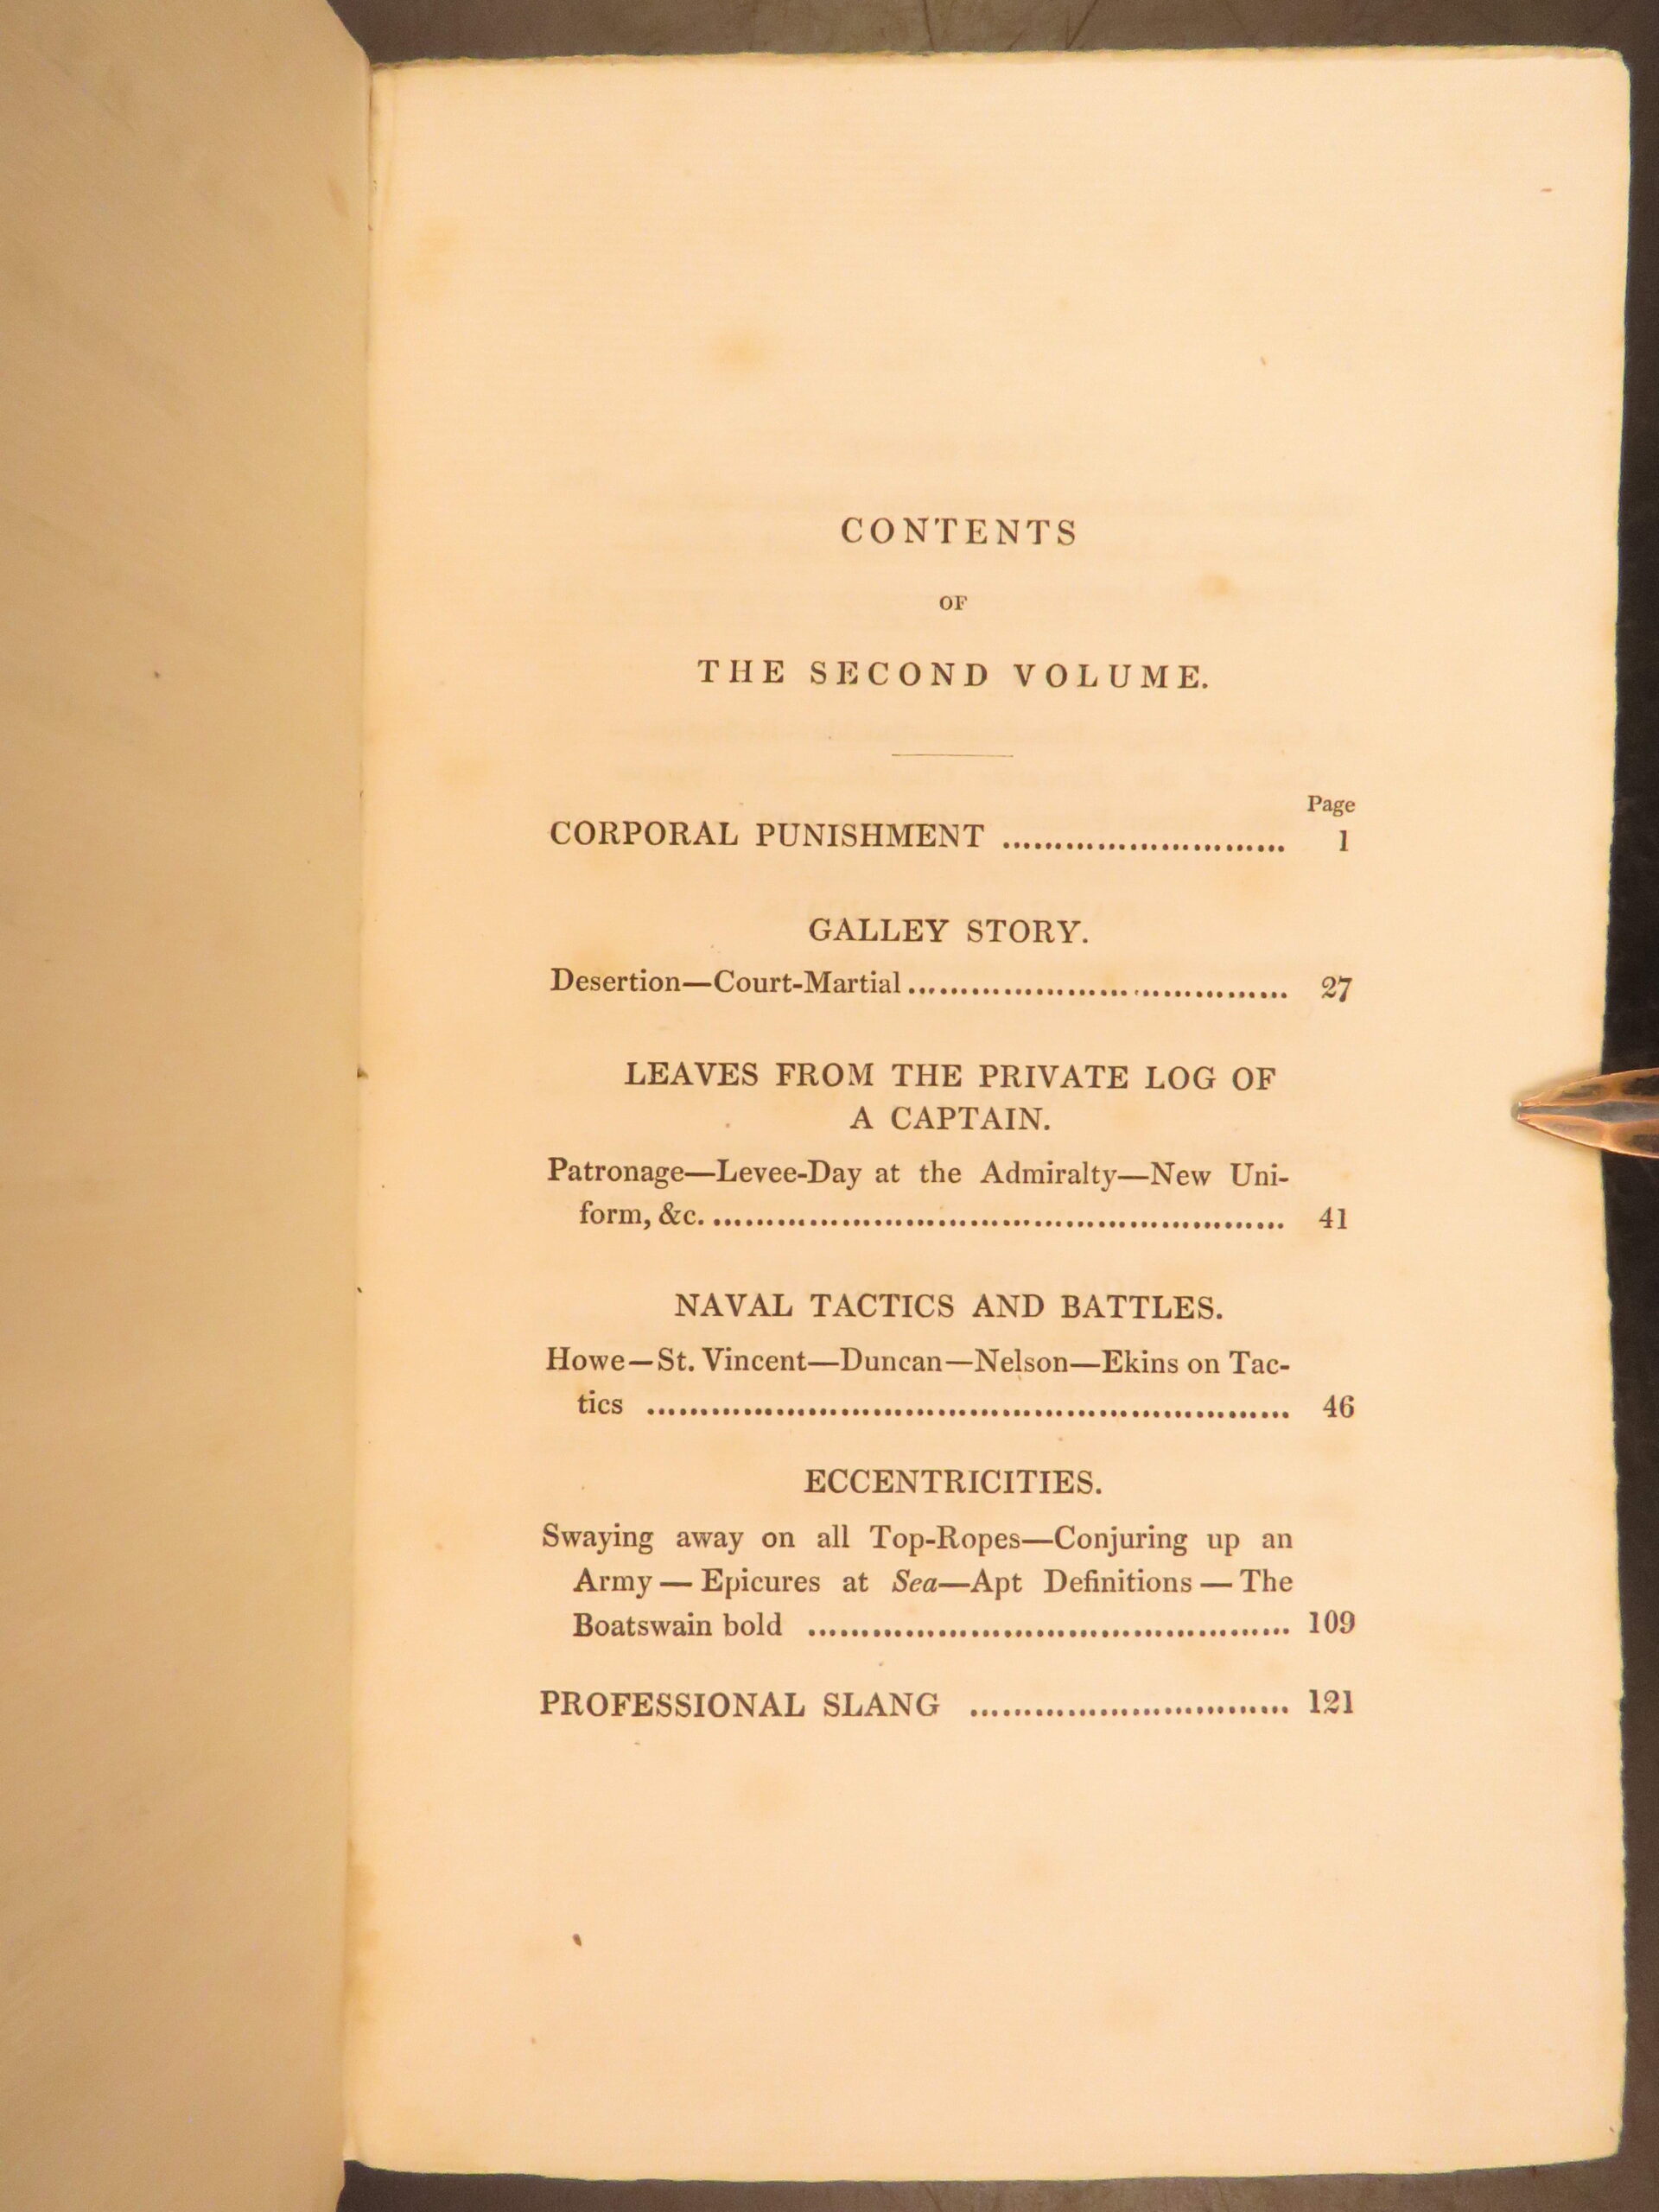 CONTENTS
OF
THE SECOND VOLUME.
Page
CORPORAL PUNISHMENT ........................... 1
GALLEY STORY.
Desertion—Court-Martial .................................... 27
LEAVES FROM THE PRIVATE LOG OF
A CAPTAIN.
Patronage—Levee-Day at the Admiralty—New Uni-
form, &c. ...................................................... 41
NAVAL TACTICS AND BATTLES.
Howe—St. Vincent—Duncan—Nelson—Ekins on Tac-
tics ............................................................. 46
ECCENTRICITIES.
Swaying away on all Top-Ropes—Conjuring up an
Army — Epicures at Sea—Apt Definitions — The
Boatswain bold .............................................. 109
PROFESSIONAL SLANG .............................. 121